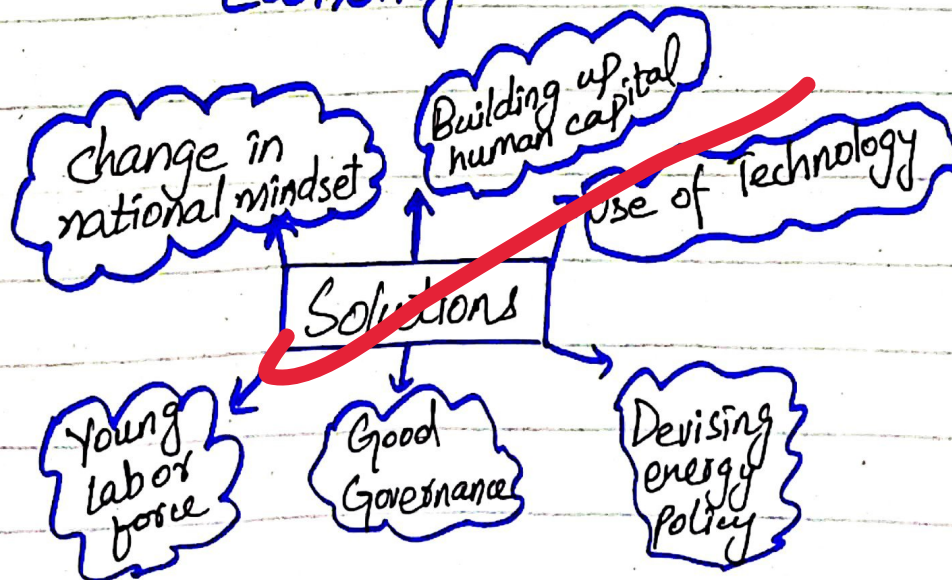 Economy
change in
national mindset
Building up
human capital
Use of Technology
Solutions
Young
labor
force
Good
Governance
Devising
energy
policy